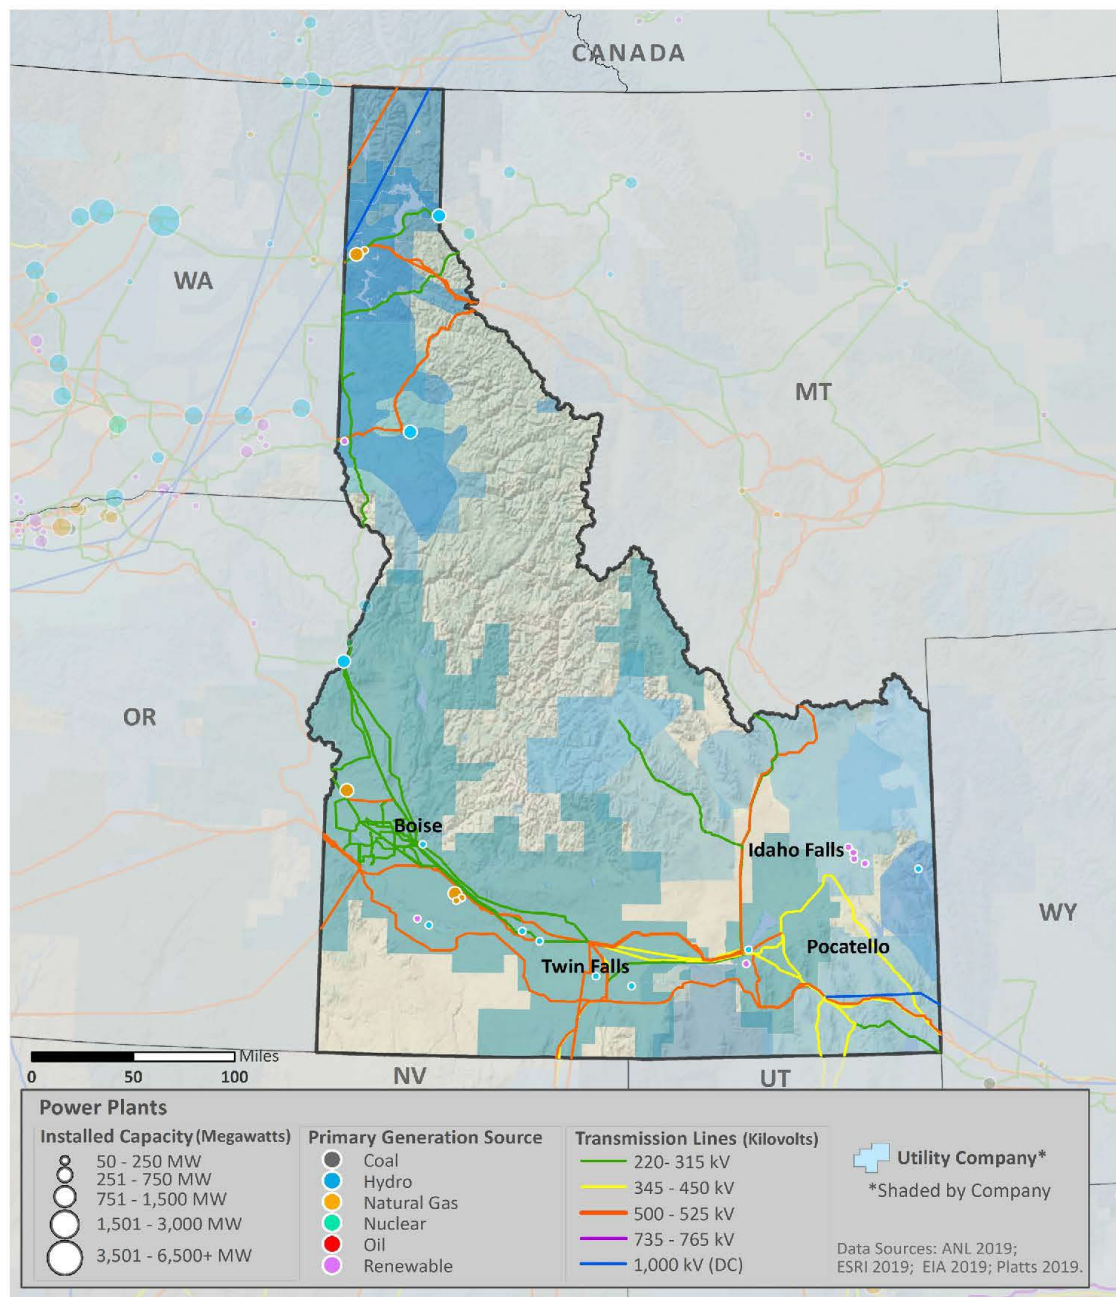 CANADA
WA
MT
OR
Boise
Idaho Falls
WY
Pocatello
Twin Falls
Miles
0 50 100
NV
UT
Power Plants
Installed Capacity (Megawatts)
50 - 250 MW
251 - 750 MW
751 - 1,500 MW
1,501 - 3,000 MW
3,501 - 6,500+ MW
Primary Generation Source
Coal
Hydro
Natural Gas
Nuclear
Oil
Renewable
Transmission Lines (Kilovolts)
220- 315 kV
345 - 450 kV
500 - 525 kV
735 - 765 kV
1,000 kV (DC)
Utility Company*
*Shaded by Company
Data Sources: ANL 2019;
ESRI 2019; EIA 2019; Platts 2019.